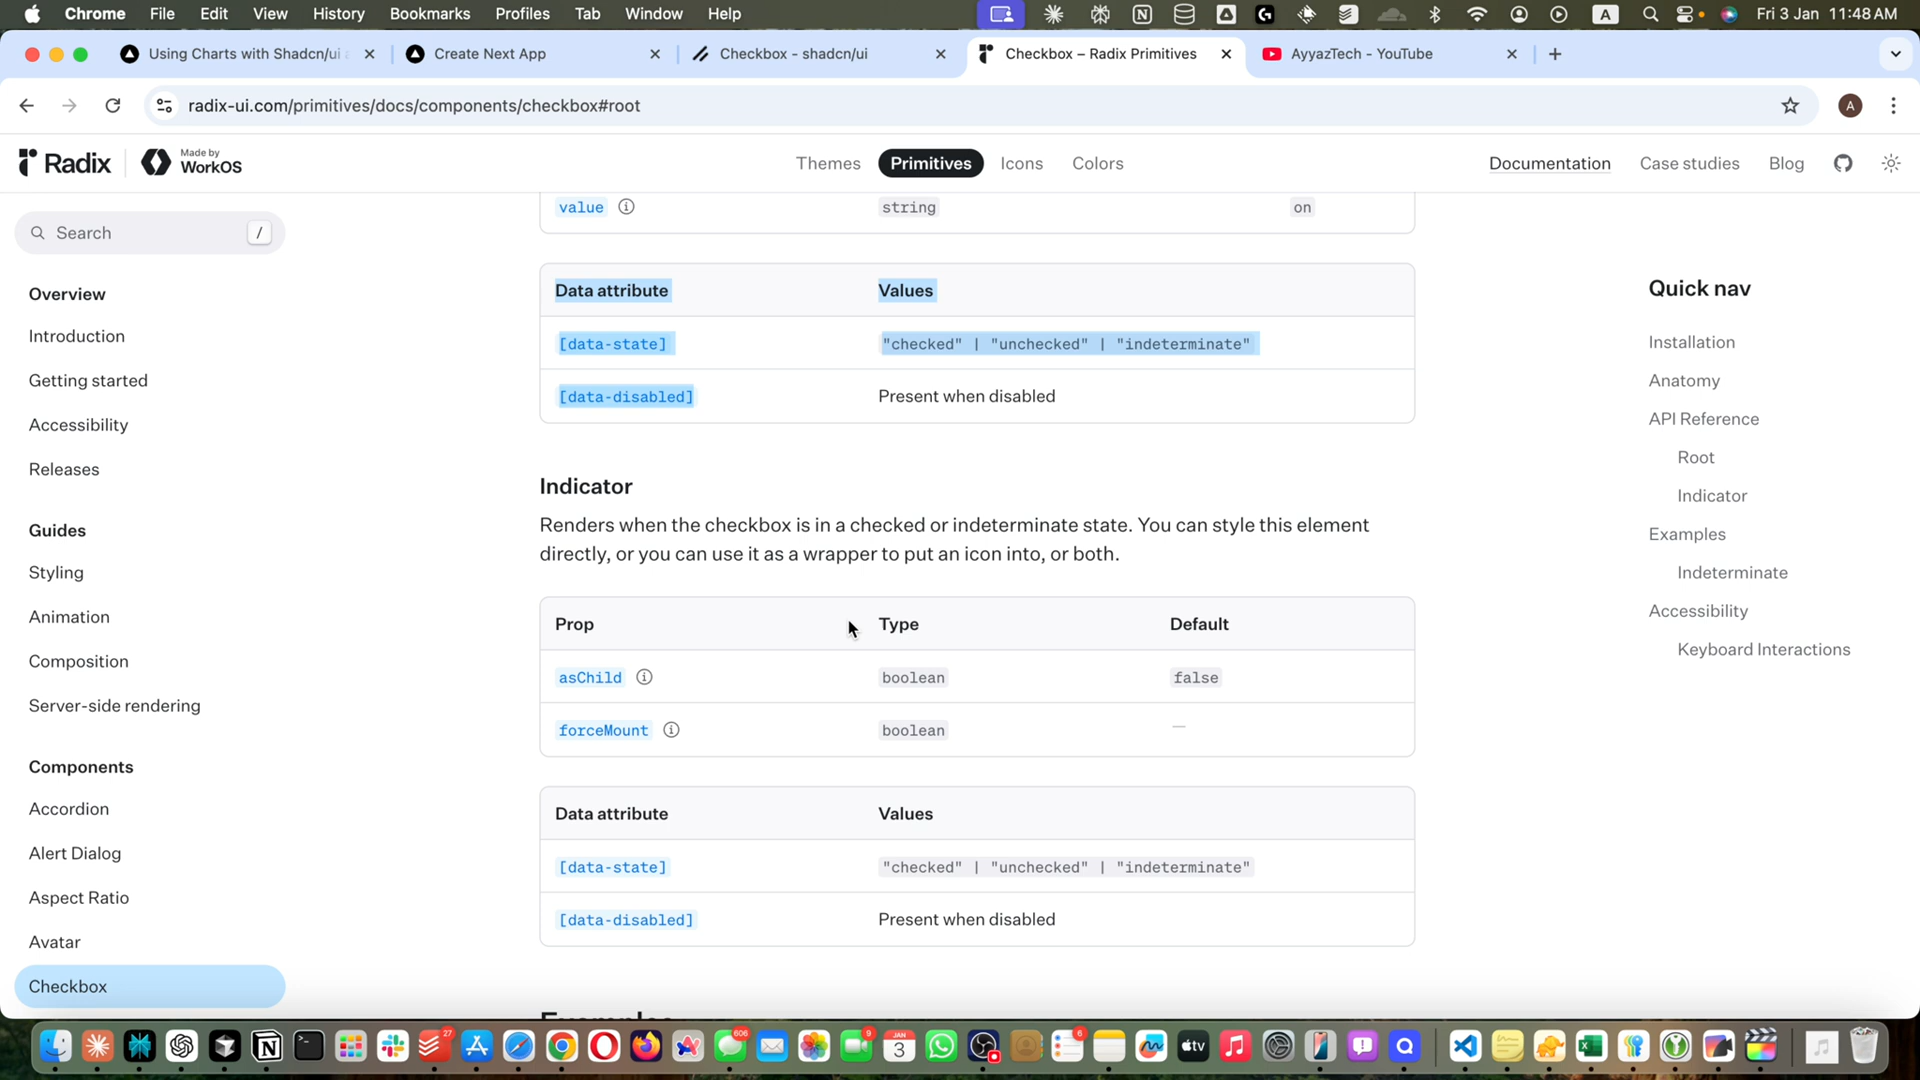 Chrome File Edit View History Bookmarks Profiles Tab Window Help A Fri 3 Jan 11:48 AM
Using Charts with Shadcn/ui Create Next App Checkbox - shadcn/ui Checkbox – Radix Primitives AyyazTech - YouTube
radix-ui.com/primitives/docs/components/checkbox#root A
Radix Made by WorkOS Themes Primitives Icons Colors Documentation Case studies Blog
Search /
Overview
Introduction
Getting started
Accessibility
Releases
Guides
Styling
Animation
Composition
Server-side rendering
Components
Accordion
Alert Dialog
Aspect Ratio
Avatar
Checkbox
value string on
Data attribute Values
[data-state] "checked" | "unchecked" | "indeterminate"
[data-disabled] Present when disabled
Indicator
Renders when the checkbox is in a checked or indeterminate state. You can style this element
directly, or you can use it as a wrapper to put an icon into, or both.
Prop Type Default
asChild boolean false
forceMount boolean —
Data attribute Values
[data-state] "checked" | "unchecked" | "indeterminate"
[data-disabled] Present when disabled
Examples
Quick nav
Installation
Anatomy
API Reference
Root
Indicator
Examples
Indeterminate
Accessibility
Keyboard Interactions
27 606 9 JAN 3 6 tv